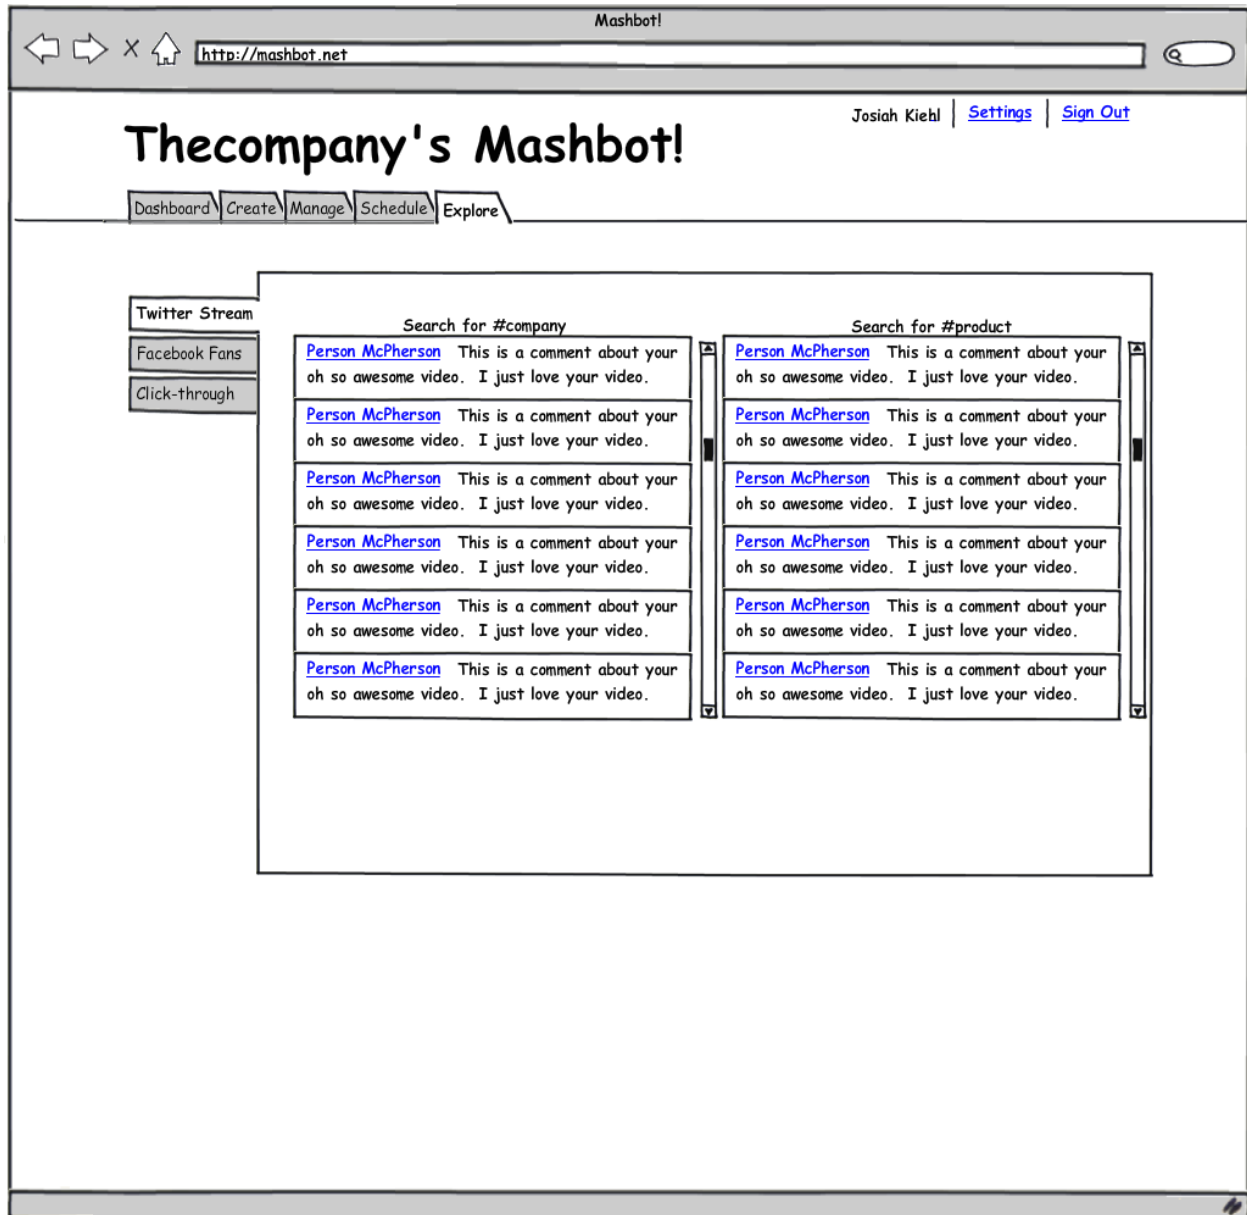 Mashbot!
http://mashbot.net
Josiah Kiehl Settings Sign Out
Thecompany's Mashbot!
Dashboard Create Manage Schedule Explore
Twitter Stream
Facebook Fans
Click-through
Search for #company
Person McPherson This is a comment about your
oh so awesome video. I just love your video.
Person McPherson This is a comment about your
oh so awesome video. I just love your video.
Person McPherson This is a comment about your
oh so awesome video. I just love your video.
Person McPherson This is a comment about your
oh so awesome video. I just love your video.
Person McPherson This is a comment about your
oh so awesome video. I just love your video.
Person McPherson This is a comment about your
oh so awesome video. I just love your video.
Search for #product
Person McPherson This is a comment about your
oh so awesome video. I just love your video.
Person McPherson This is a comment about your
oh so awesome video. I just love your video.
Person McPherson This is a comment about your
oh so awesome video. I just love your video.
Person McPherson This is a comment about your
oh so awesome video. I just love your video.
Person McPherson This is a comment about your
oh so awesome video. I just love your video.
Person McPherson This is a comment about your
oh so awesome video. I just love your video.